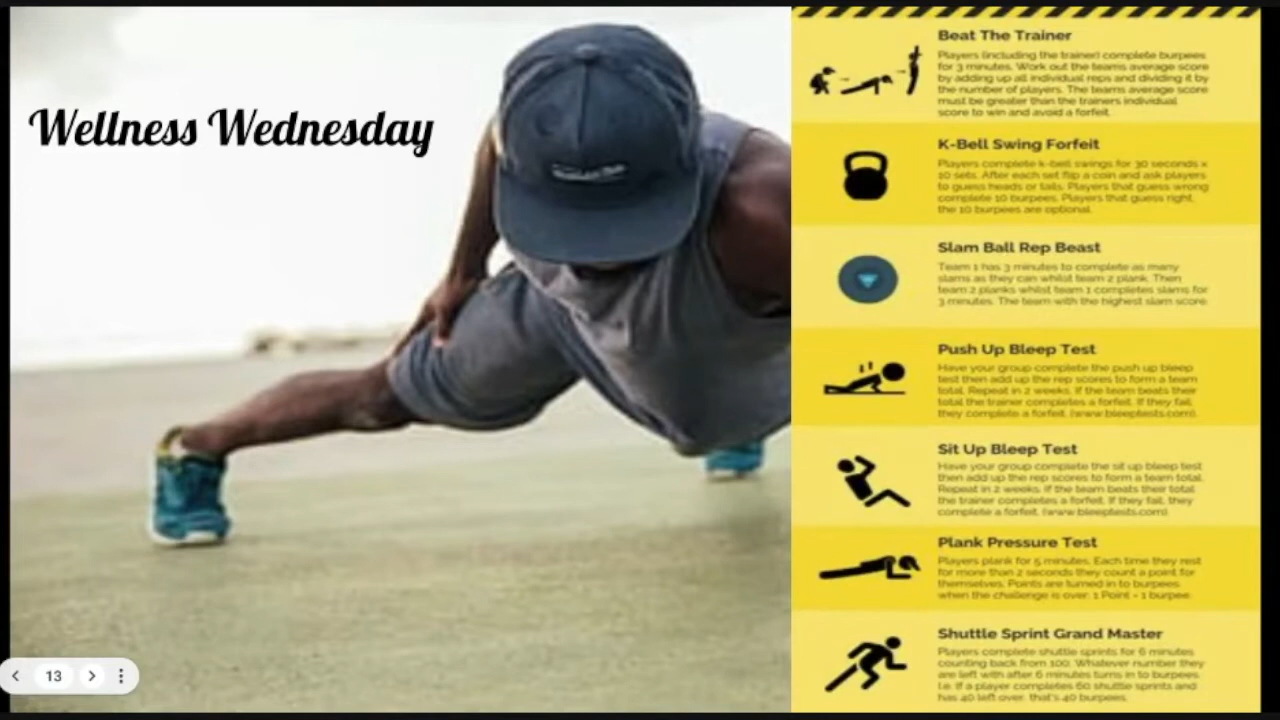 Wellness Wednesday
Beat The Trainer
Players (including the trainer) complete burpees
for 3 minutes. Work out the teams average score
by adding up all individual reps and dividing it by
the number of players. The teams average score
must be greater than the trainers individual
score to win and avoid a forfeit.
K-Bell Swing Forfeit
Players complete k-bell swings for 30 seconds x
10 sets. After each set flip a coin and ask players
to guess heads or tails. Players that guess wrong
complete 10 burpees. Players that guess right,
the 10 burpees are optional.
Slam Ball Rep Beast
Team 1 has 3 minutes to complete as many
slams as they can whilst team 2 plank. Then
team 2 planks whilst team 1 completes slams for
3 minutes. The team with the highest slam score.
Push Up Bleep Test
Have your group complete the push up bleep
test then add up the rep scores to form a team
total. Repeat in 2 weeks. If the team beats their
total the trainer completes a forfeit. If they fail,
they complete a forfeit. (www.bleeptests.com).
Sit Up Bleep Test
Have your group complete the sit up bleep test
then add up the rep scores to form a team total.
Repeat in 2 weeks. If the team beats their total
the trainer completes a forfeit. If they fail, they
complete a forfeit. (www.bleeptests.com)
Plank Pressure Test
Players plank for 5 minutes. Each time they rest
for more than 2 seconds they count a point for
themselves. Points are turned in to burpees
when the challenge is over. 1 Point = 1 burpee.
Shuttle Sprint Grand Master
Players complete shuttle sprints for 6 minutes
counting back from 100. Whatever number they
are left with after 6 minutes turns in to burpees.
I.e. If a player completes 60 shuttle sprints and
has 40 left over, that's 40 burpees.
13